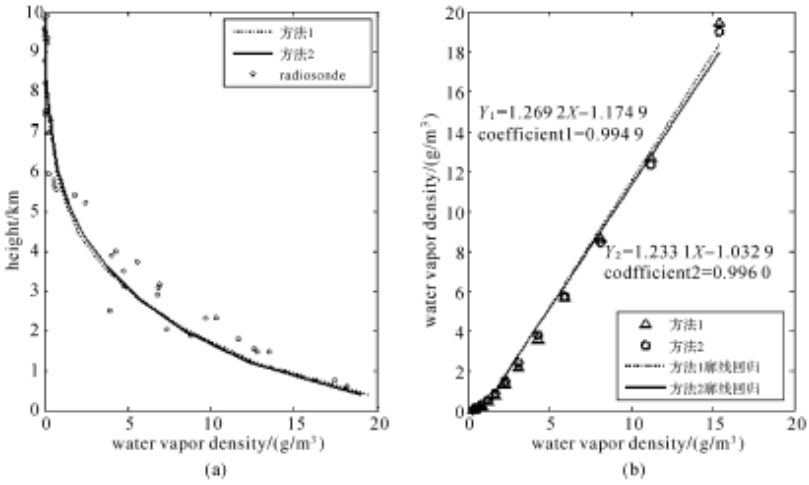 10
9
8
7
6
5
4
3
2
1
0
height/km
方法1
方法2
radiosonde
0
5
10
15
20
water vapor density/(g/m³)
(a)
20
18
16
14
12
10
8
6
4
2
0
water vapor density/(g/m³)
Y₁=1.269 2X−1.174 9
coefficient1=0.994 9
Y₂=1.233 1X−1.032 9
codfficient2=0.996 0
方法1
方法2
方法1廓线回归
方法2廓线回归
0
5
10
15
20
water vapor density/(g/m³)
(b)